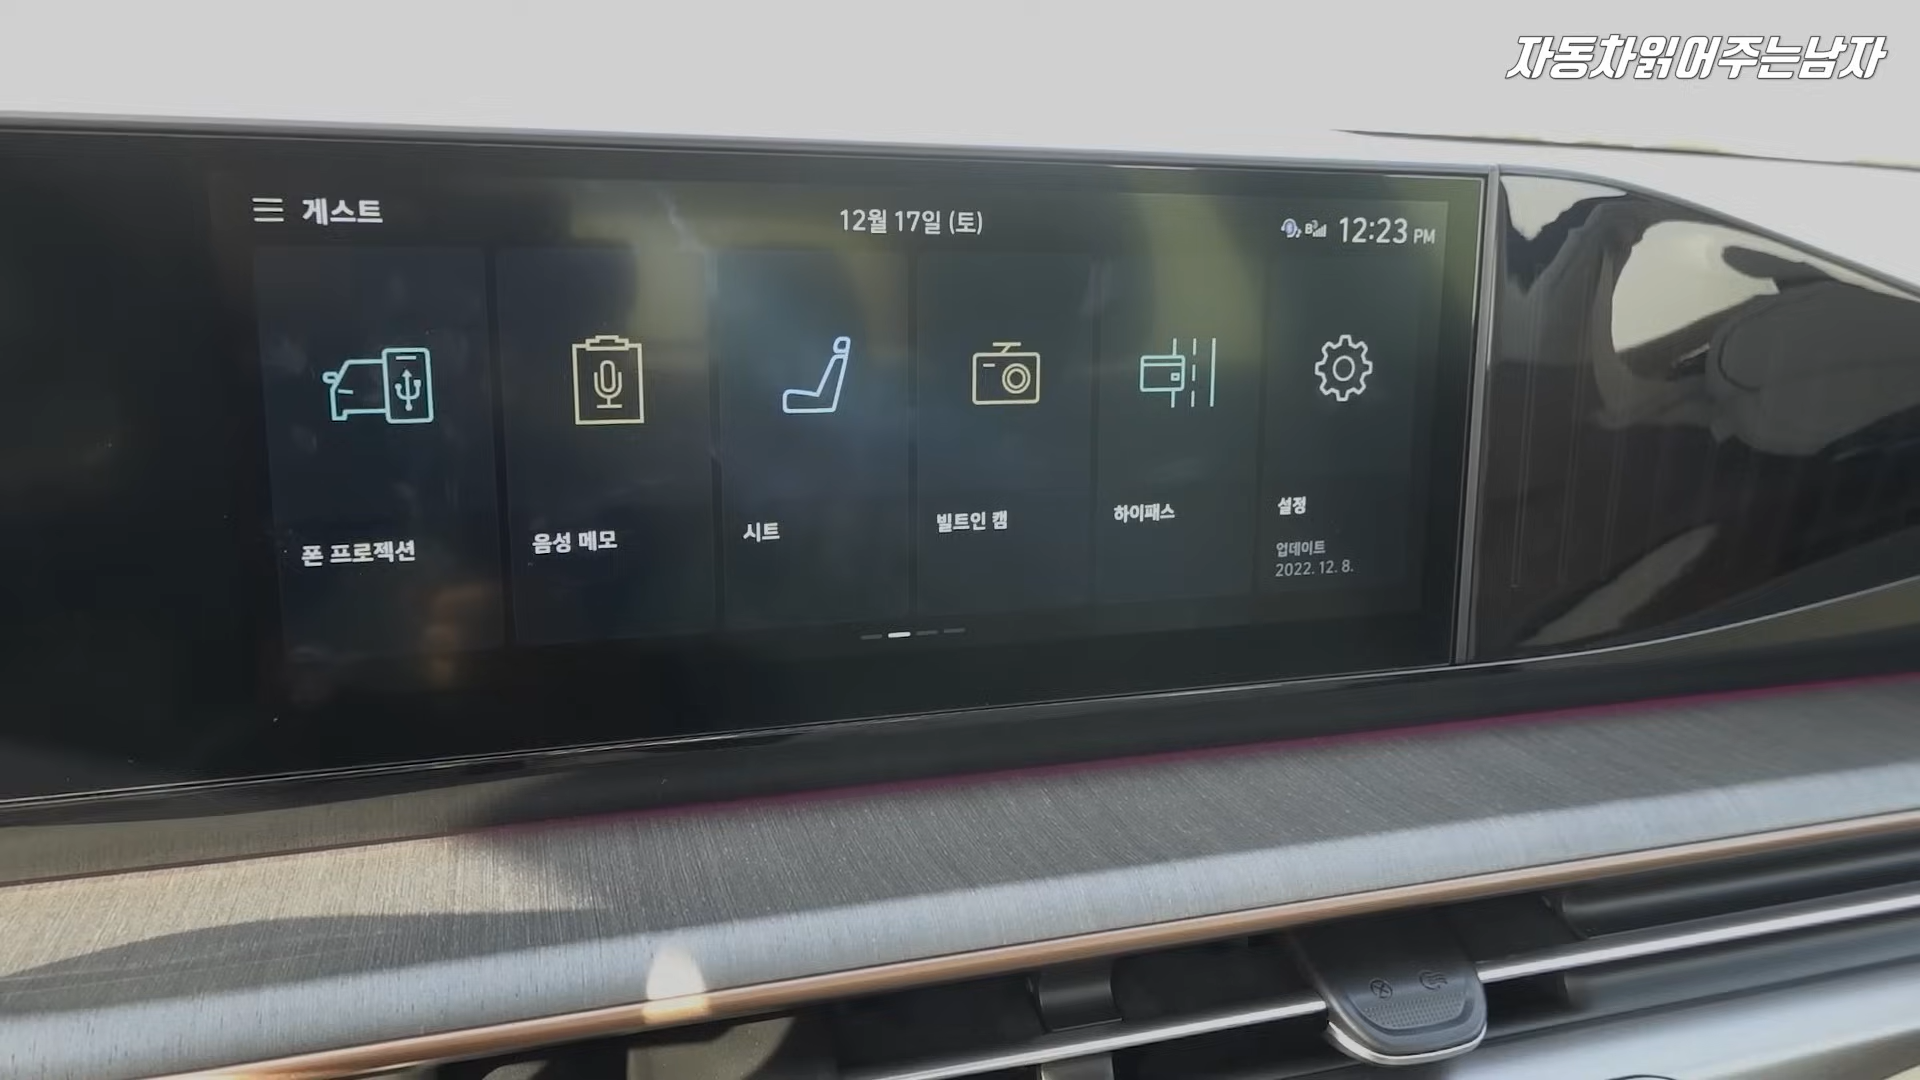 자동차읽어주는남자
게스트
12월 17일 (토)
12:23 PM
폰 프로젝션
음성 메모
시트
빌트인 캠
하이패스
설정
업데이트
2022. 12. 8.